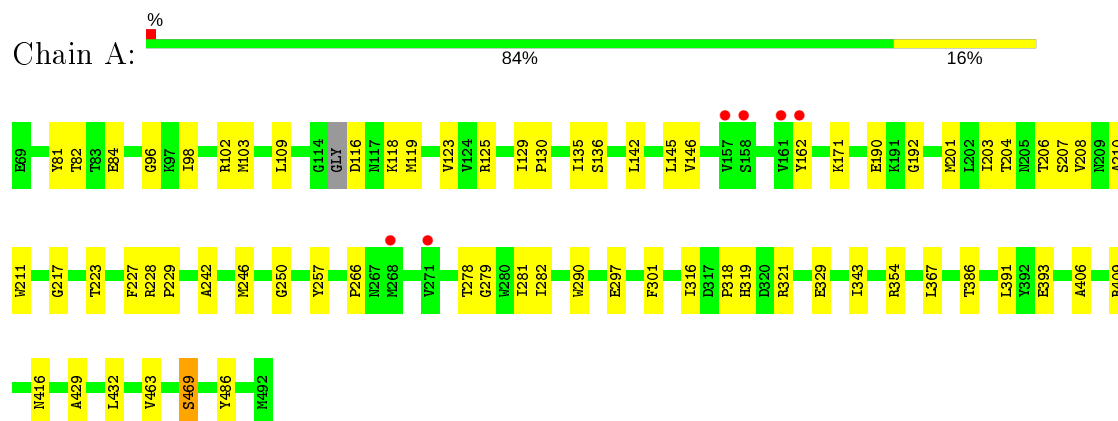 %
Chain A:
84% 16%
E69 Y81 T82 T83 E84 G96 K97 I98 R102 M103 L109 G114 GLY D116 N117 K118 M119 V123 V124 R125 I129 P130 I135 S136 L142 L145 V146 V157 S158 V161 Y162 K171 E190 K191 G192 M201 L202 I203 T204 N205 T206 S207 V208 N209 A210
W211 G217 T223 F227 R228 P229 A242 M246 G250 Y257 P266 N267 M268 V271 T278 G279 W280 I281 I282 W290 E297 F301 I316 D317 P318 H319 D320 R321 E329 I343 R354 L367 T386 L391 Y392 E393 A406
N416 A429 L432 V463 S469 Y486 M492